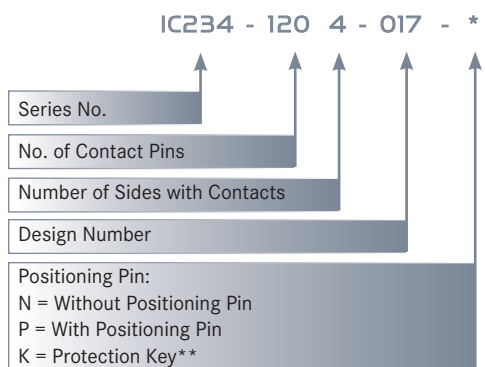 IC234 - 120 4 - 017 - *
Series No.
No. of Contact Pins
Number of Sides with Contacts
Design Number
Positioning Pin:
N = Without Positioning Pin
P = With Positioning Pin
K = Protection Key**